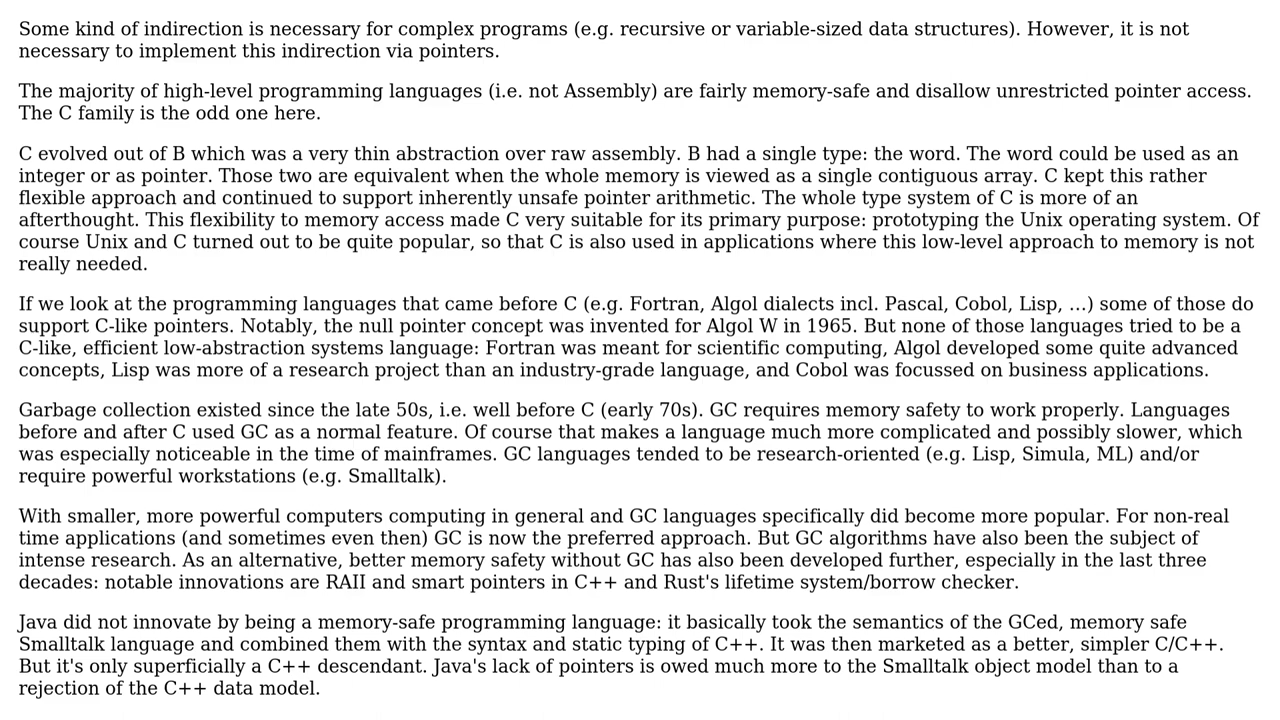 Some kind of indirection is necessary for complex programs (e.g. recursive or variable-sized data structures). However, it is not
necessary to implement this indirection via pointers.
The majority of high-level programming languages (i.e. not Assembly) are fairly memory-safe and disallow unrestricted pointer access.
The C family is the odd one here.
C evolved out of B which was a very thin abstraction over raw assembly. B had a single type: the word. The word could be used as an
integer or as pointer. Those two are equivalent when the whole memory is viewed as a single contiguous array. C kept this rather
flexible approach and continued to support inherently unsafe pointer arithmetic. The whole type system of C is more of an
afterthought. This flexibility to memory access made C very suitable for its primary purpose: prototyping the Unix operating system. Of
course Unix and C turned out to be quite popular, so that C is also used in applications where this low-level approach to memory is not
really needed.
If we look at the programming languages that came before C (e.g. Fortran, Algol dialects incl. Pascal, Cobol, Lisp, ...) some of those do
support C-like pointers. Notably, the null pointer concept was invented for Algol W in 1965. But none of those languages tried to be a
C-like, efficient low-abstraction systems language: Fortran was meant for scientific computing, Algol developed some quite advanced
concepts, Lisp was more of a research project than an industry-grade language, and Cobol was focussed on business applications.
Garbage collection existed since the late 50s, i.e. well before C (early 70s). GC requires memory safety to work properly. Languages
before and after C used GC as a normal feature. Of course that makes a language much more complicated and possibly slower, which
was especially noticeable in the time of mainframes. GC languages tended to be research-oriented (e.g. Lisp, Simula, ML) and/or
require powerful workstations (e.g. Smalltalk).
With smaller, more powerful computers computing in general and GC languages specifically did become more popular. For non-real
time applications (and sometimes even then) GC is now the preferred approach. But GC algorithms have also been the subject of
intense research. As an alternative, better memory safety without GC has also been developed further, especially in the last three
decades: notable innovations are RAII and smart pointers in C++ and Rust's lifetime system/borrow checker.
Java did not innovate by being a memory-safe programming language: it basically took the semantics of the GCed, memory safe
Smalltalk language and combined them with the syntax and static typing of C++. It was then marketed as a better, simpler C/C++.
But it's only superficially a C++ descendant. Java's lack of pointers is owed much more to the Smalltalk object model than to a
rejection of the C++ data model.